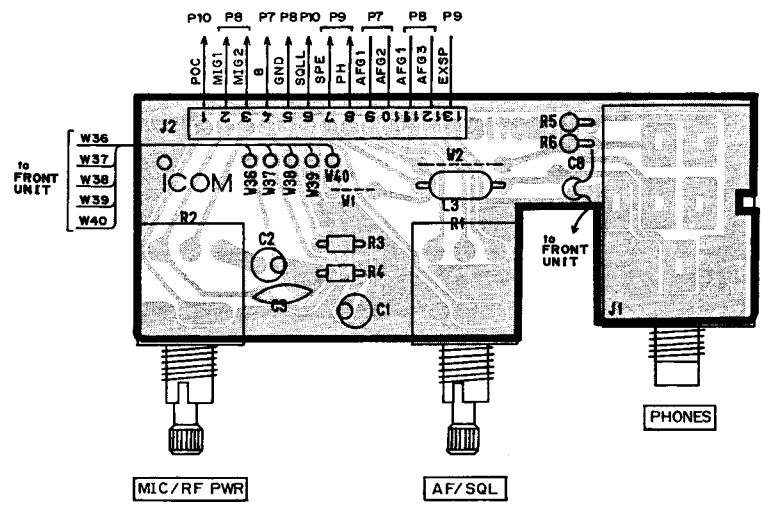 P10 P8 P7 P8 P10 P9 P7 P8 P9
POC MIG1 MIG2 8 GND SQLL SPE PH AFG1 AFG2 AFG1 AFG3 EXSP
J2 1 2 3 4 5 6 7 8 9 10 11 12 13
R5
R6
C8
W36
W37
W38
W39
W40
to
FRONT
UNIT
ICOM
W36 W37 W38 W39 W40
W1
W2
L3
R2
R1
C2
R3
R4
C3
C1
to
FRONT
UNIT
J1
PHONES
MIC/RF PWR
AF/SQL